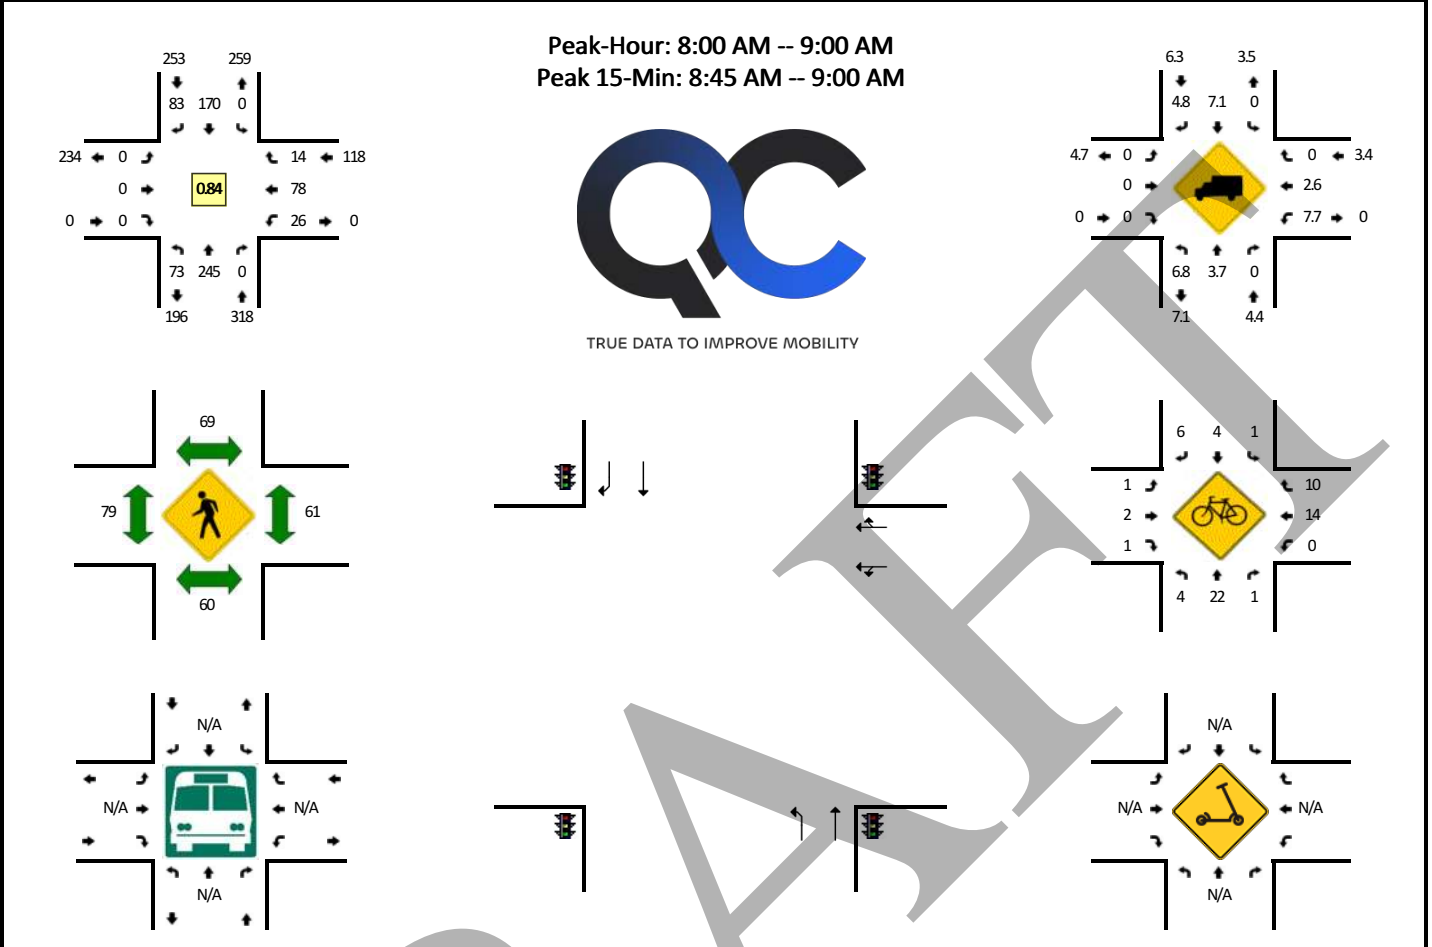 Peak-Hour: 8:00 AM -- 9:00 AM
Peak 15-Min: 8:45 AM -- 9:00 AM
253 259
83 170 0
234 0 14 118
0 0.84 78
0 0 26 0
73 245 0
196 318
QC
TRUE DATA TO IMPROVE MOBILITY
6.3 3.5
4.8 7.1 0
4.7 0 0 3.4
0 2.6
0 0 7.7 0
6.8 3.7 0
7.1 4.4
69
79 61
60
6 4 1
1 10
2 14
1 0
4 22 1
N/A
N/A N/A
N/A
N/A
N/A N/A
N/A
DRAFT